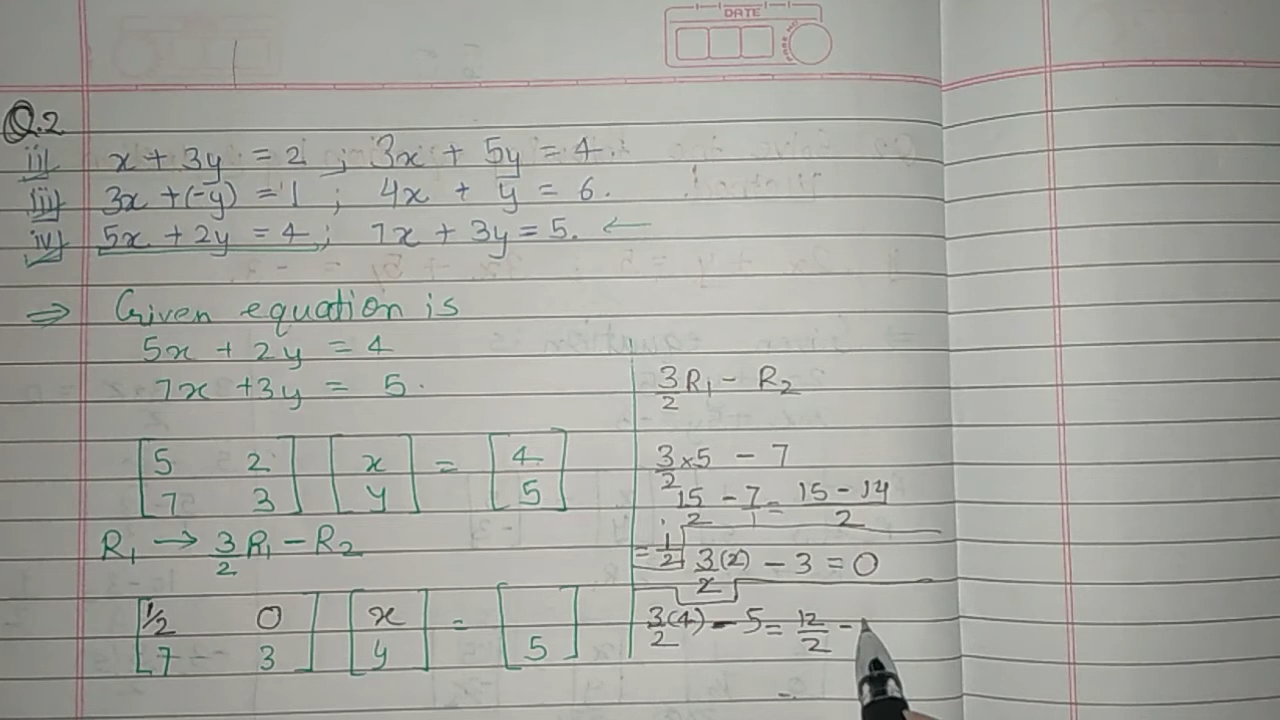 DATE
Q.2
ii) x + 3y = 2 ; 3x + 5y = 4.
iii) 3x + (-y) = 1 ; 4x + y = 6.
iv) 5x + 2y = 4 ; 7x + 3y = 5. ←
⇒ Given equation is
5x + 2y = 4
7x + 3y = 5.
[5 2
7 3] [x
y] = [4
5]
R₁ → 3/2 R₁ - R₂
[1/2 0
7 3] [x
y] = [
5]
3/2 R₁ - R₂
3/2 × 5 - 7
15/2 - 7/1 = 15 - 14/2
= 1/2
3(2)/2 - 3 = 0
3(4)/2 - 5 = 12/2 -